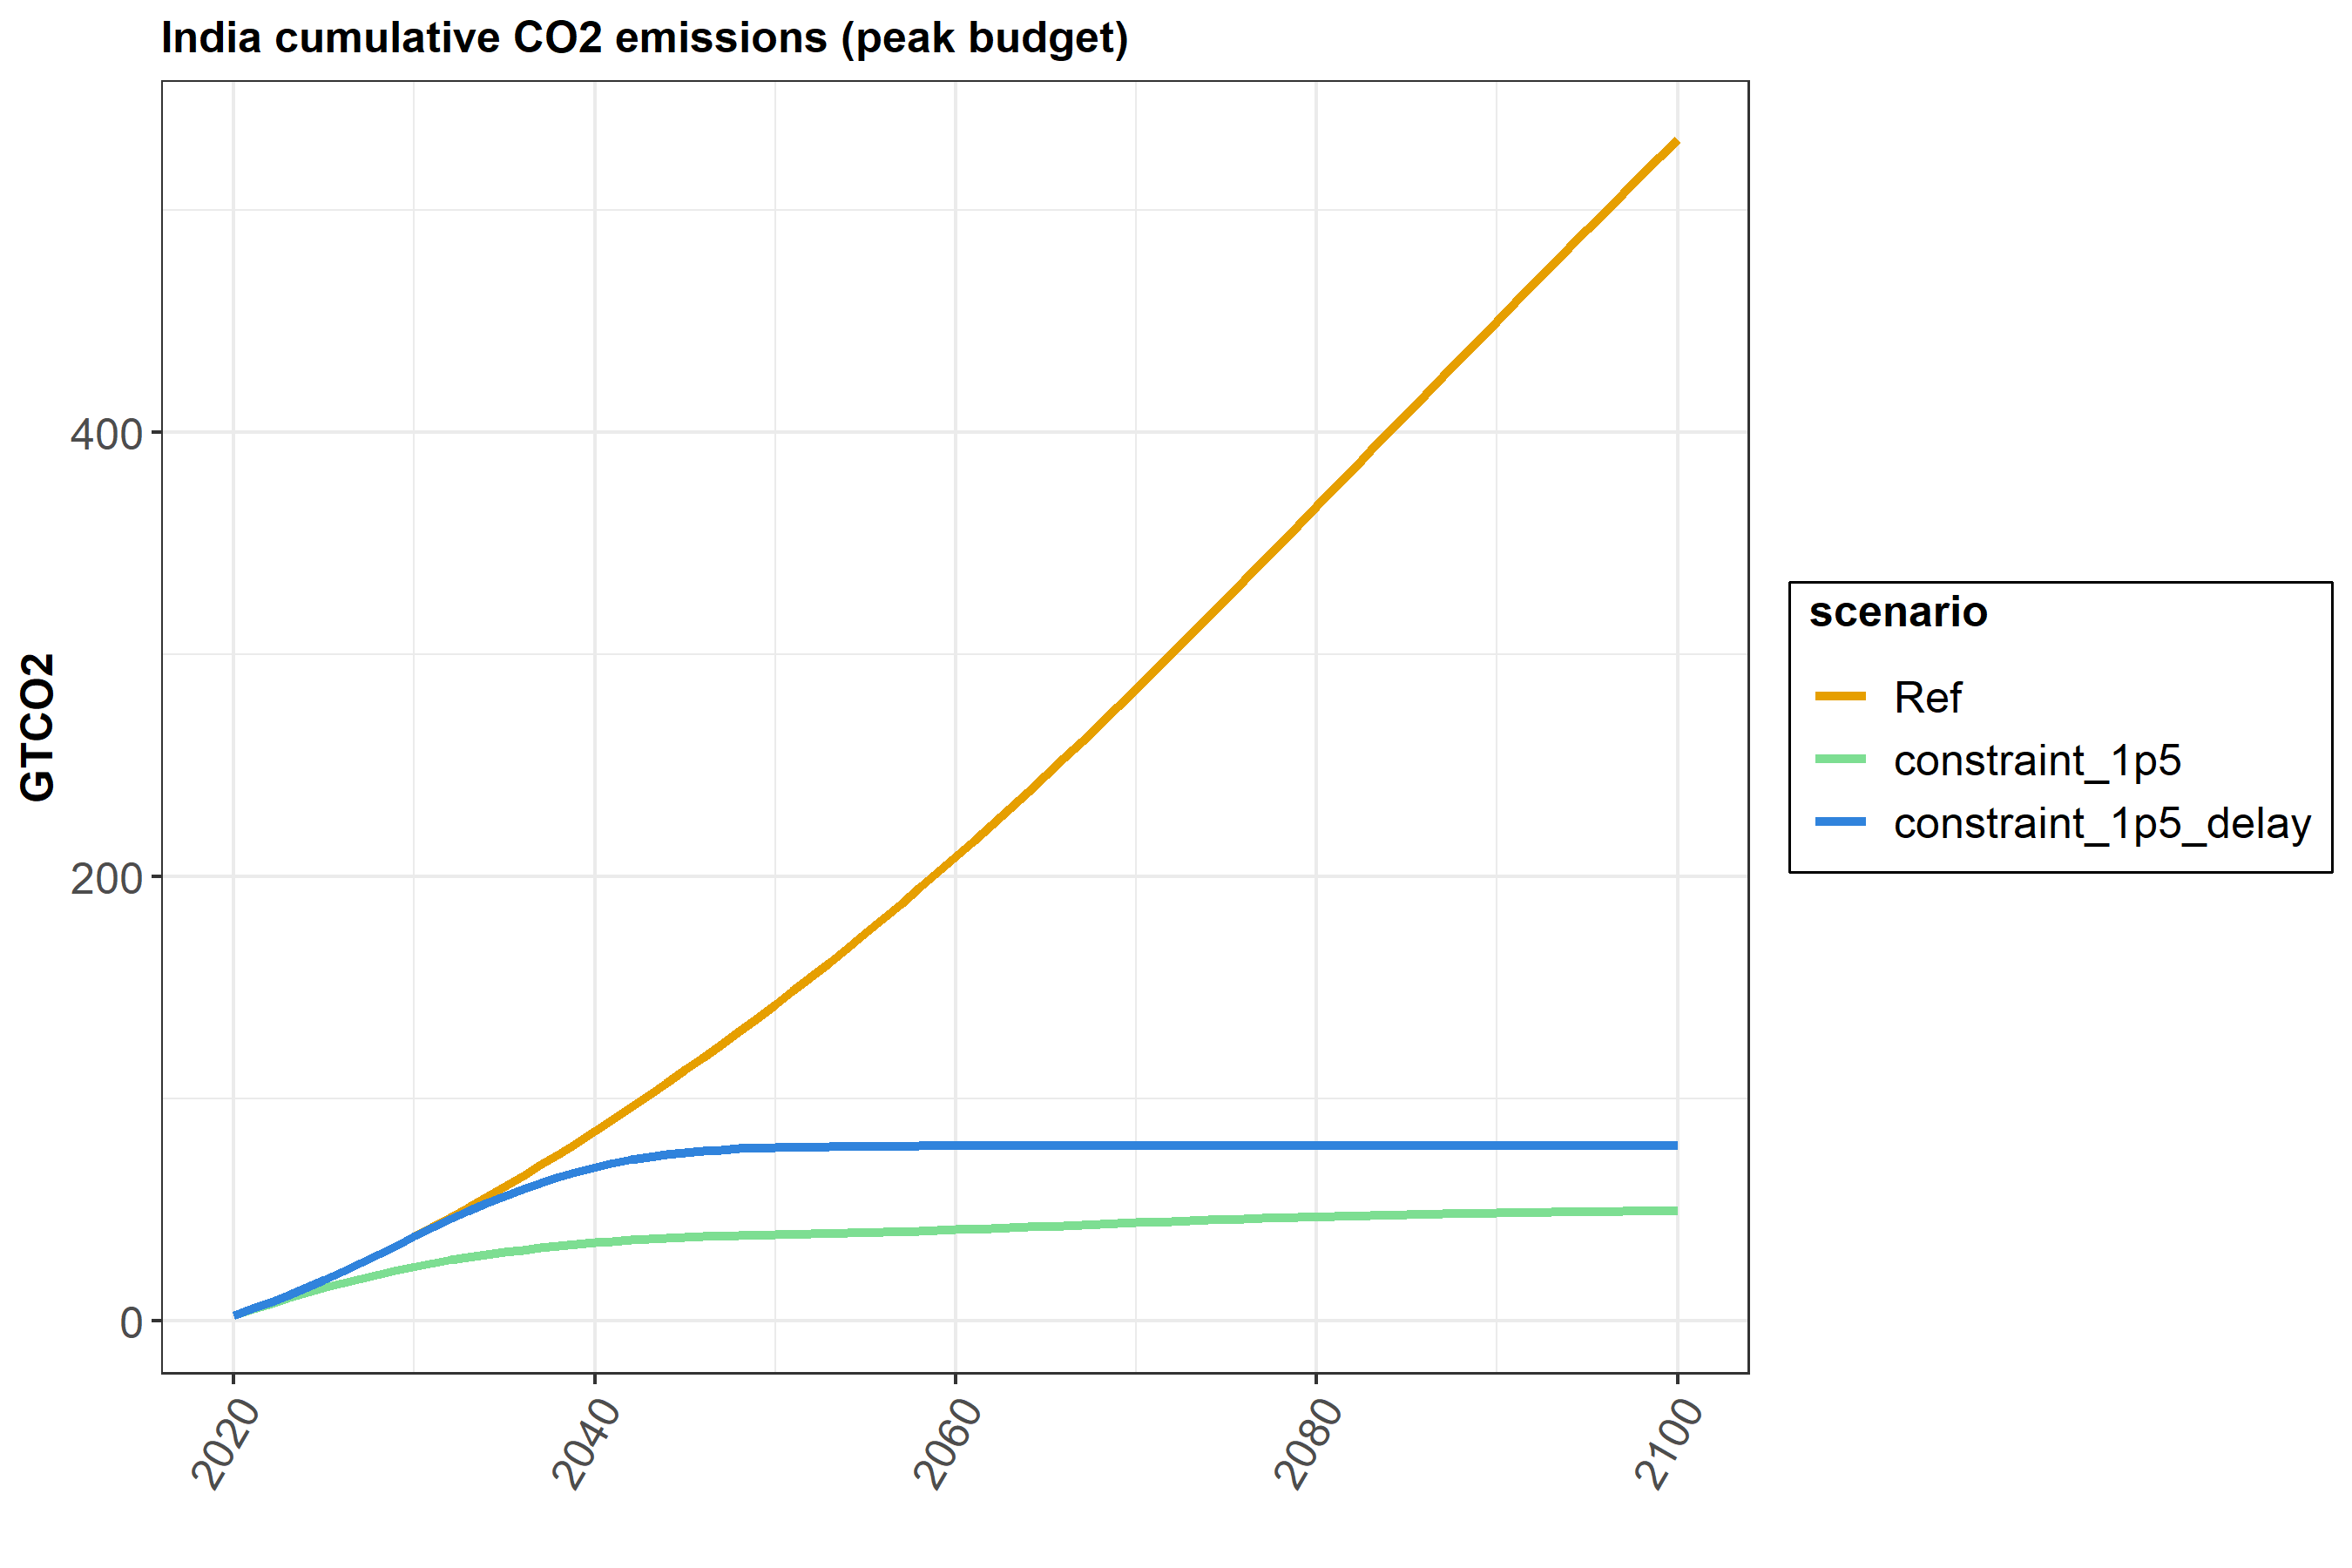 India cumulative CO2 emissions (peak budget)
GTCO2
400
200
0
2020
2040
2060
2080
2100
scenario
Ref
constraint_1p5
constraint_1p5_delay